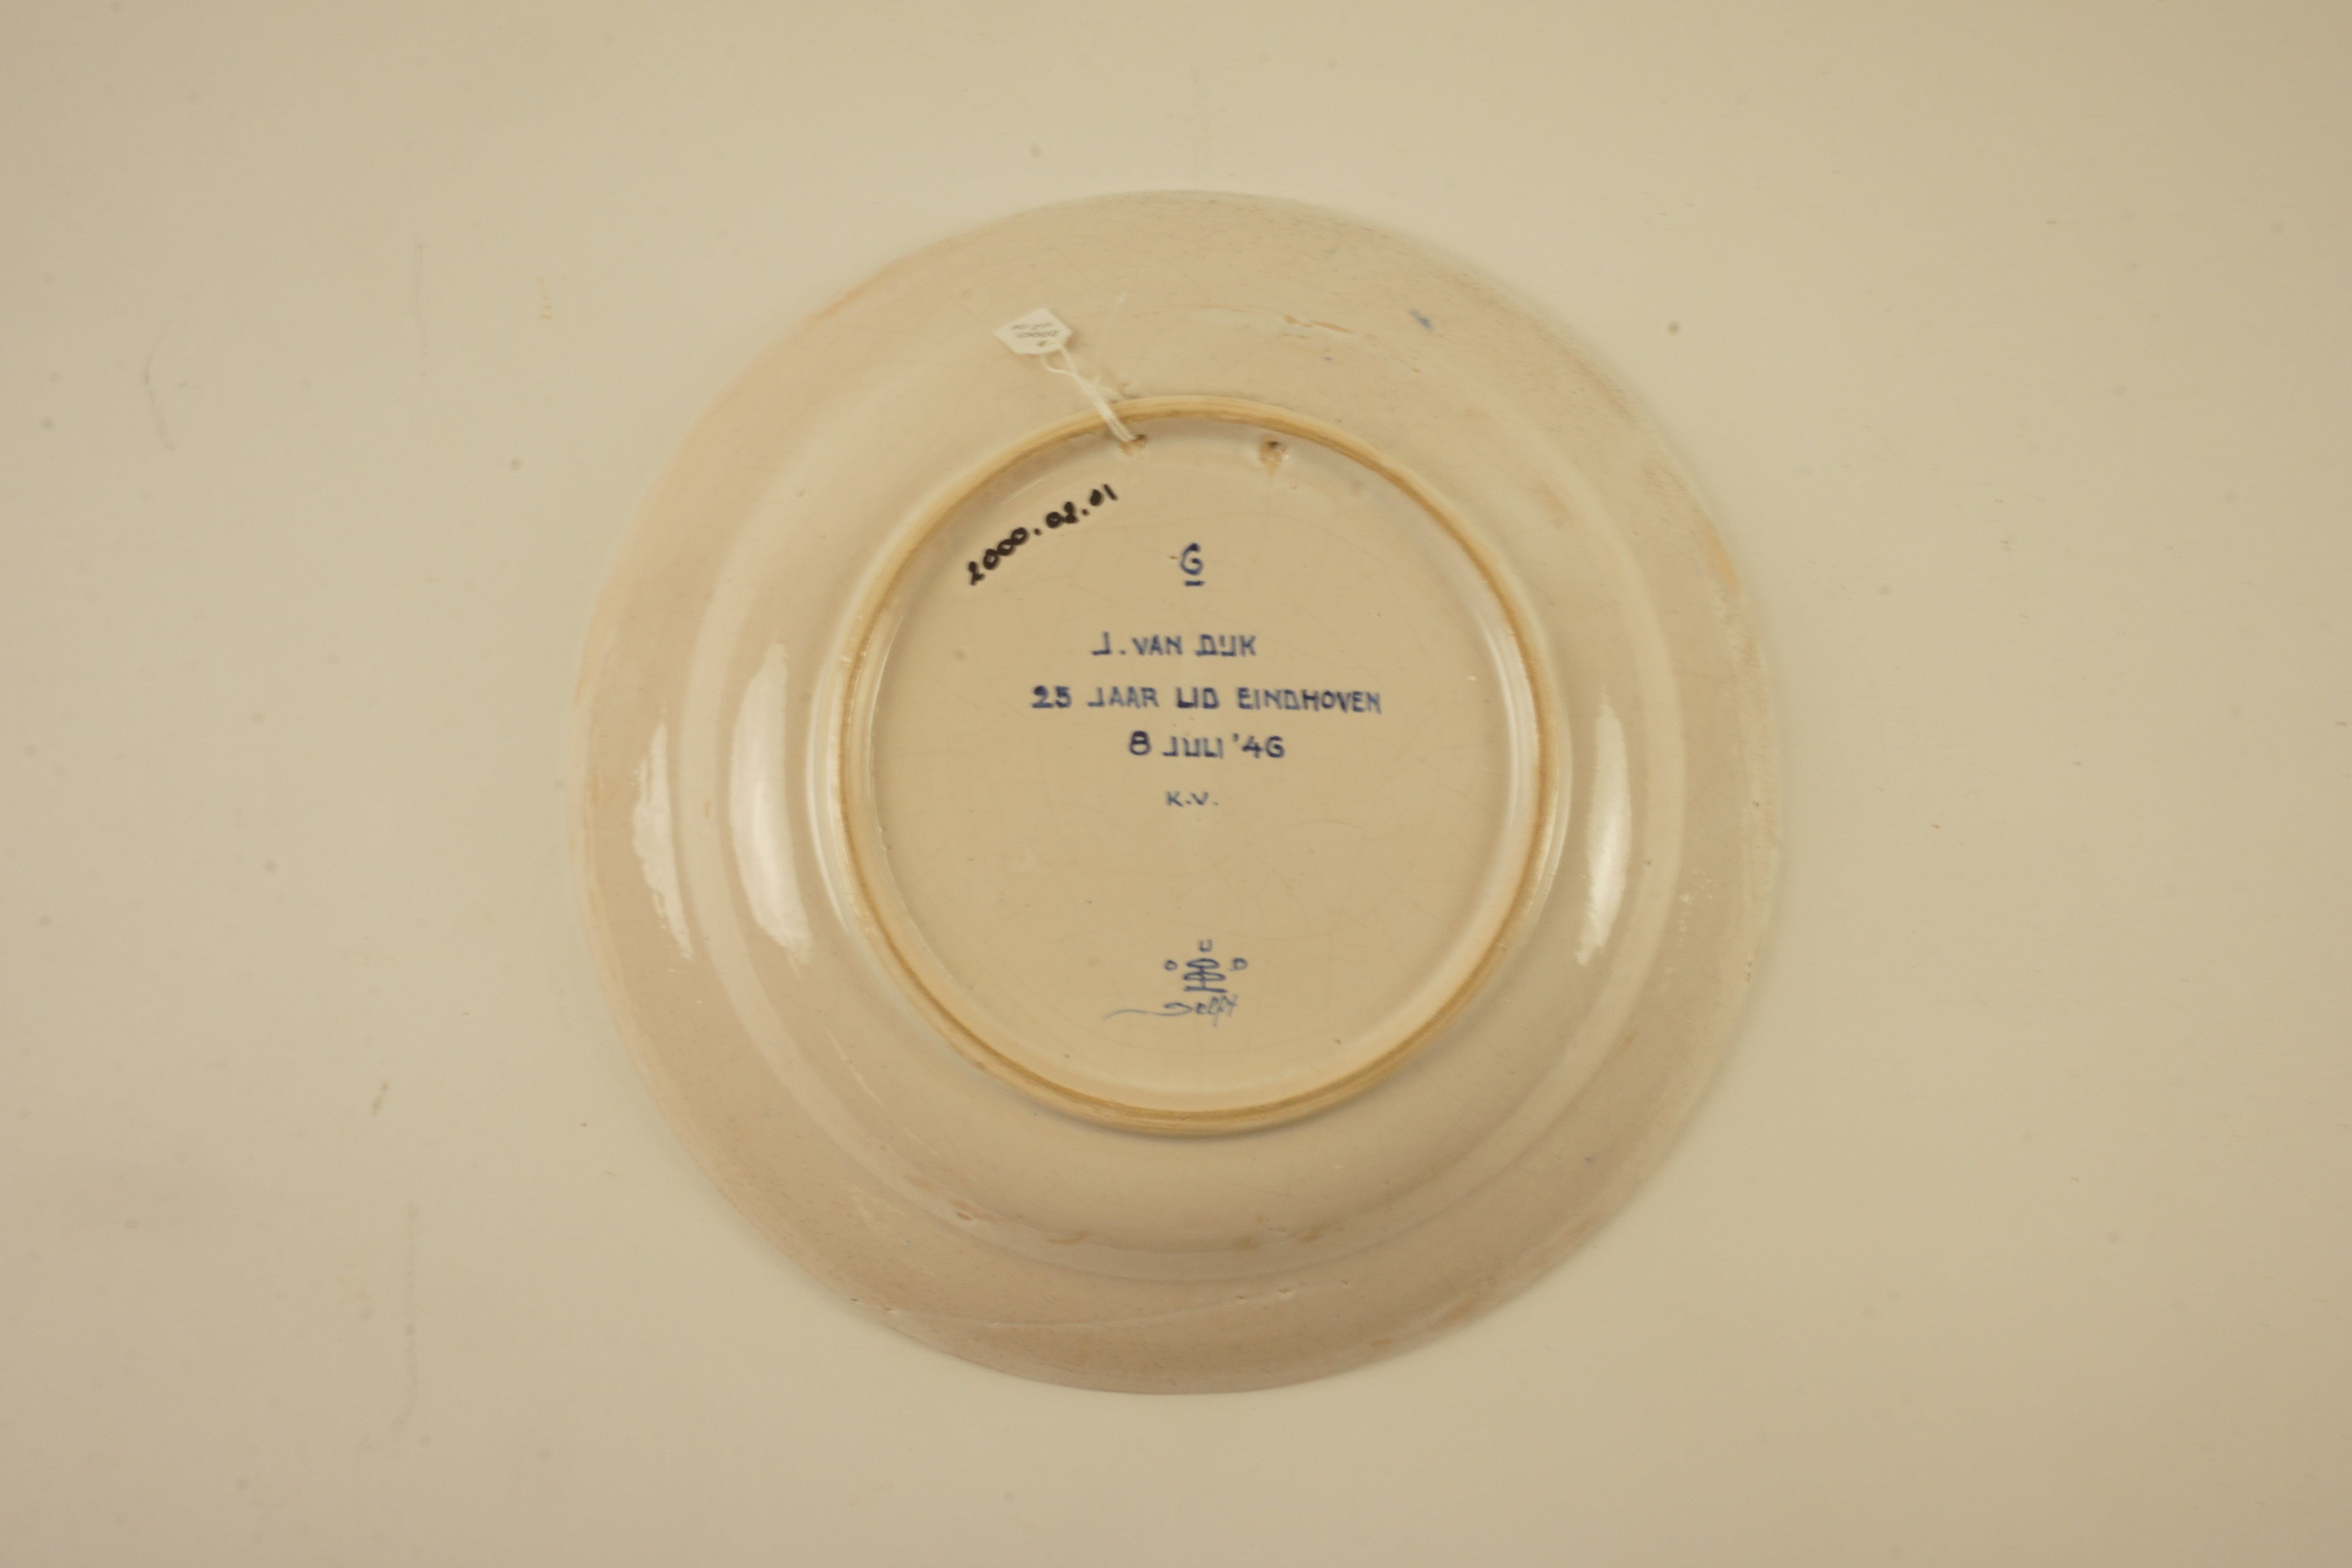 2000.02.01
G
J. VAN DIJK
25 JAAR LID EINDHOVEN
8 JULI '46
K.V.
O U D
Delft